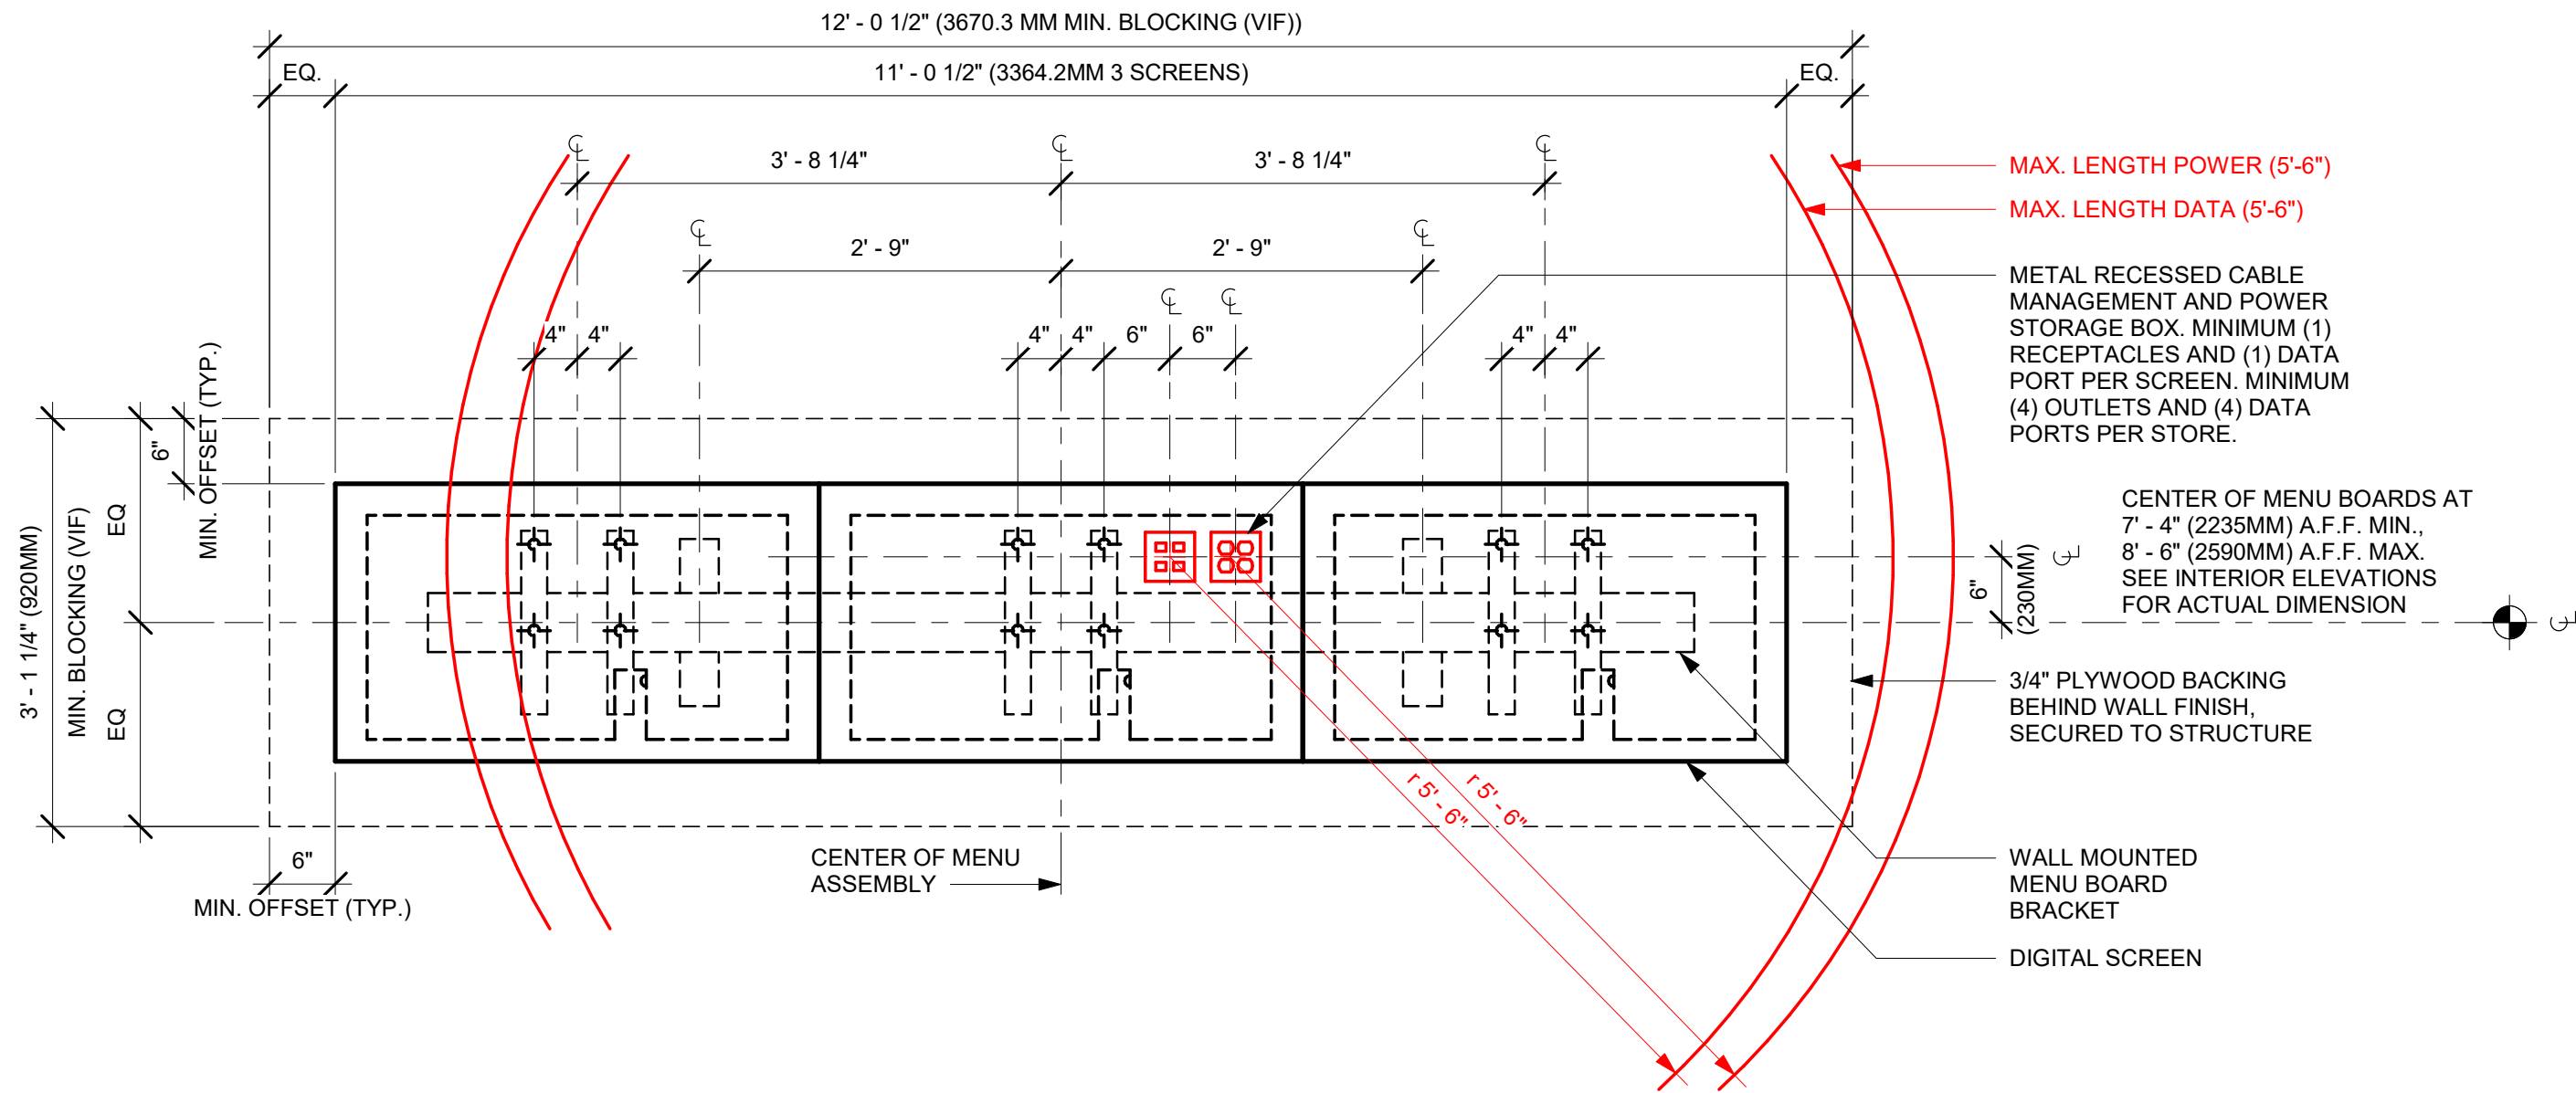 12' - 0 1/2" (3670.3 MM MIN. BLOCKING (VIF))
EQ.
11' - 0 1/2" (3364.2MM 3 SCREENS)
EQ.
3' - 8 1/4"
3' - 8 1/4"
2' - 9"
2' - 9"
4"
4"
4"
4"
6"
6"
4"
4"
MAX. LENGTH POWER (5'-6")
MAX. LENGTH DATA (5'-6")
METAL RECESSED CABLE
MANAGEMENT AND POWER
STORAGE BOX. MINIMUM (1)
RECEPTACLES AND (1) DATA
PORT PER SCREEN. MINIMUM
(4) OUTLETS AND (4) DATA
PORTS PER STORE.
CENTER OF MENU BOARDS AT
7' - 4" (2235MM) A.F.F. MIN.,
8' - 6" (2590MM) A.F.F. MAX.
SEE INTERIOR ELEVATIONS
FOR ACTUAL DIMENSION
6"
(230MM)
3/4" PLYWOOD BACKING
BEHIND WALL FINISH,
SECURED TO STRUCTURE
WALL MOUNTED
MENU BOARD
BRACKET
DIGITAL SCREEN
3' - 1 1/4" (920MM)
MIN. BLOCKING (VIF)
EQ
EQ
6"
MIN. OFFSET (TYP.)
6"
MIN. OFFSET (TYP.)
CENTER OF MENU
ASSEMBLY
r 5' - 6"
r 5' - 6"